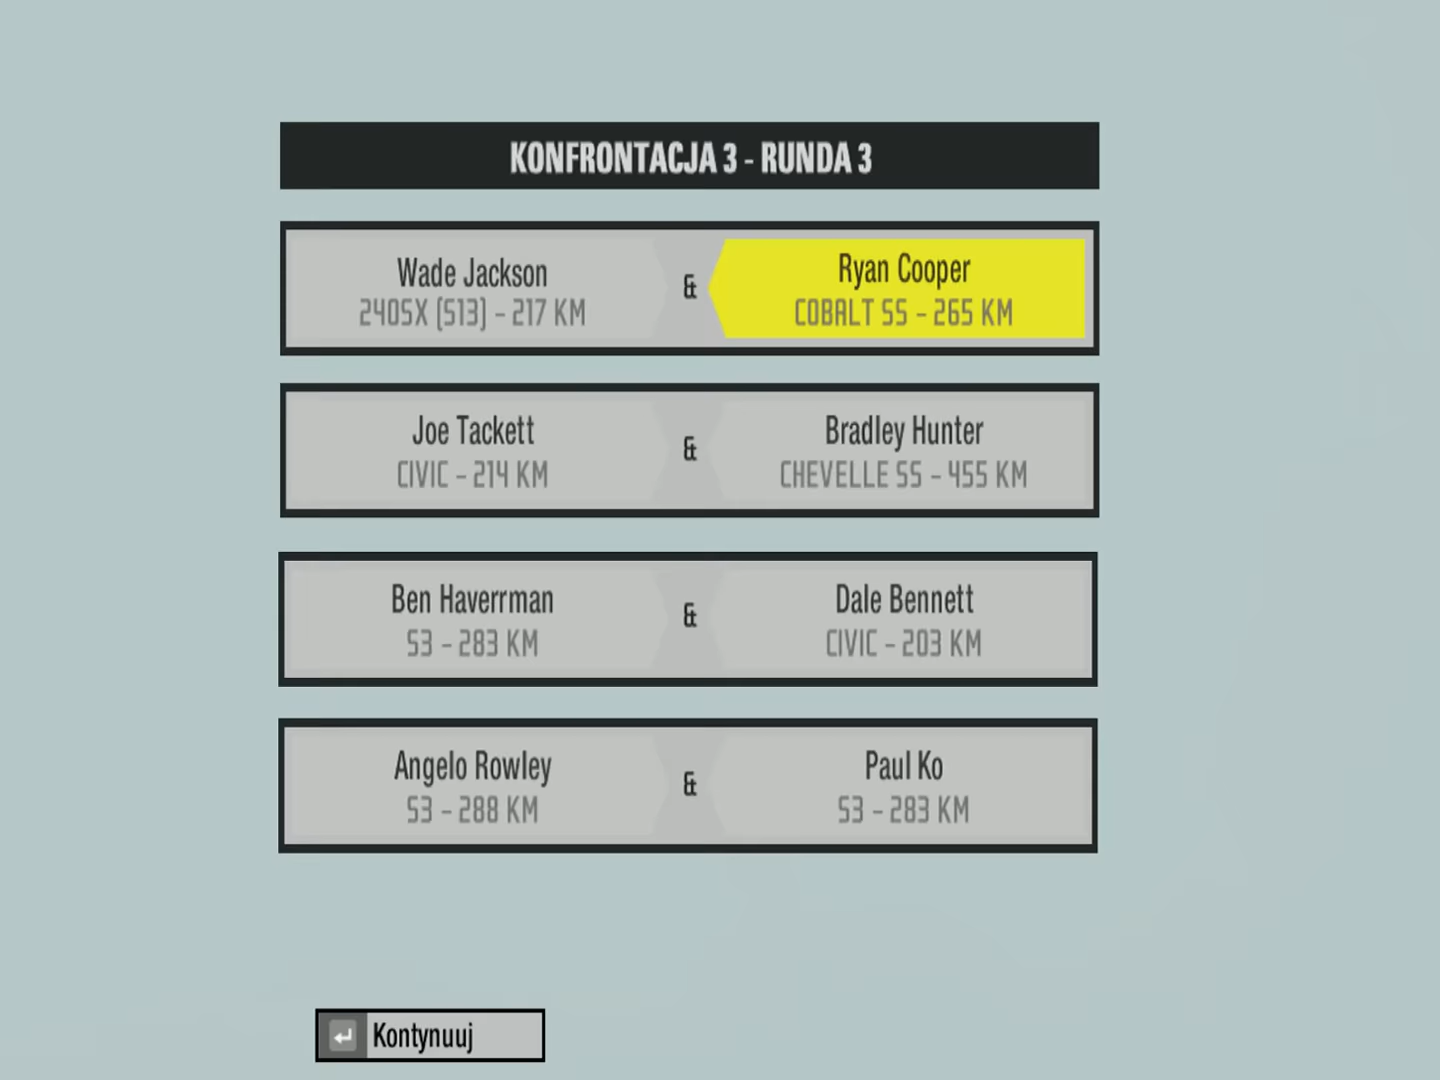 KONFRONTACJA 3 - RUNDA 3
Wade Jackson & Ryan Cooper
240SX (S13) - 217 KM COBALT SS - 265 KM
Joe Tackett & Bradley Hunter
CIVIC - 214 KM CHEVELLE SS - 455 KM
Ben Haverrman & Dale Bennett
S3 - 283 KM CIVIC - 203 KM
Angelo Rowley & Paul Ko
S3 - 288 KM S3 - 283 KM
Kontynuuj